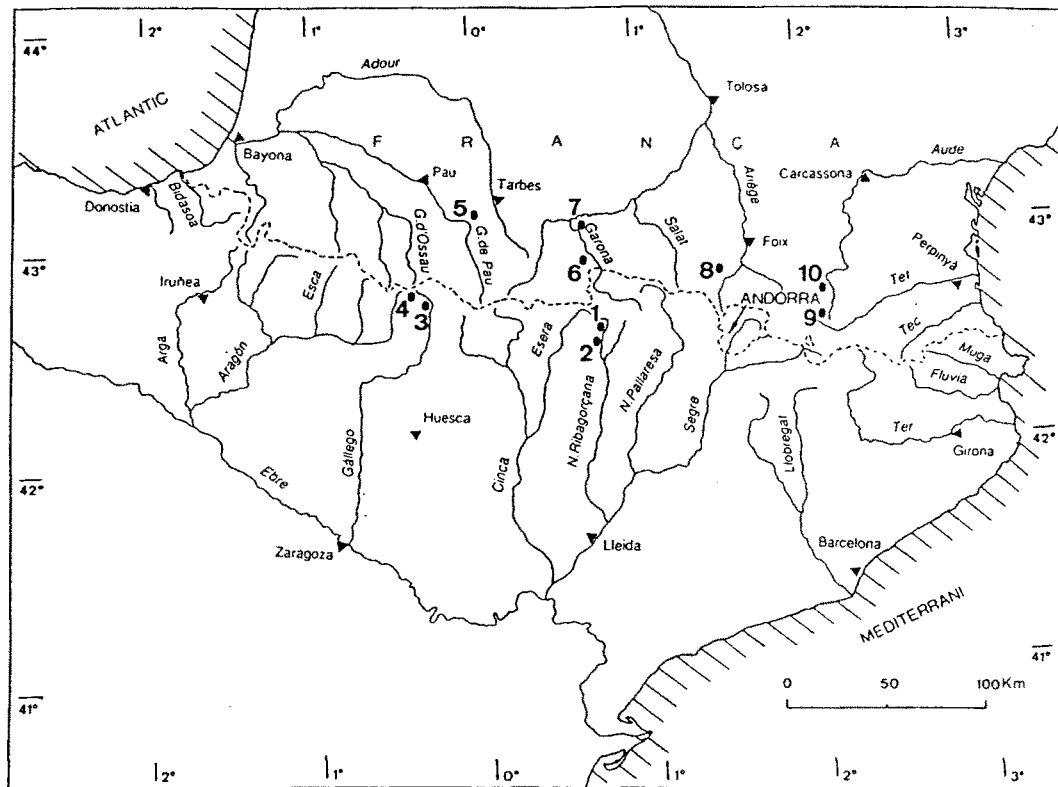 2° 1° 0° 1° 2° 3°
44° 44°
ATLANTIC
Adour
Tolosa
Bayona
F R A N C A
Aude
Pau
Ariège
Carcassona
Bidasoa
Donostia
Tarbes
5
7
G.d'Ossau
G.de Pau
Garona
Salat
Foix
Perpinyà
43° 43°
6
8
10
Iruñea
Esca
Tet
4
3
1
ANDORRA
9
2
Esera
Tec
Arga
Aragón
N.Ribagorçana
N.Pallaresa
Muga
Fluvia
Segre
Huesca
Llobregat
Ter
42°
Girona
Gállego
Cinca
Ebre
42°
Zaragoza
Lleida
Barcelona
MEDITERRANI
41°
0 50 100 Km
41°
2° 1° 0° 1° 2° 3°